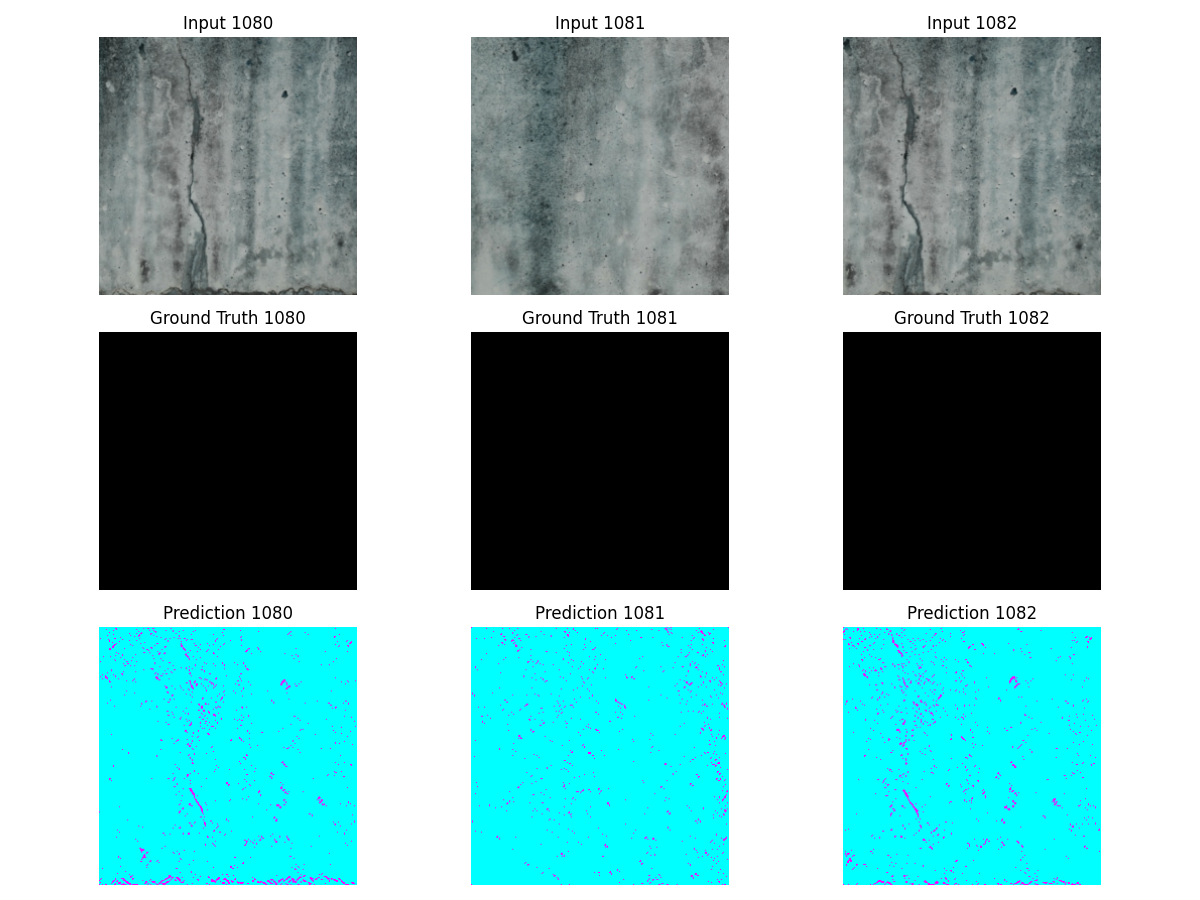 Input 1080
Input 1081
Input 1082
Ground Truth 1080
Ground Truth 1081
Ground Truth 1082
Prediction 1080
Prediction 1081
Prediction 1082